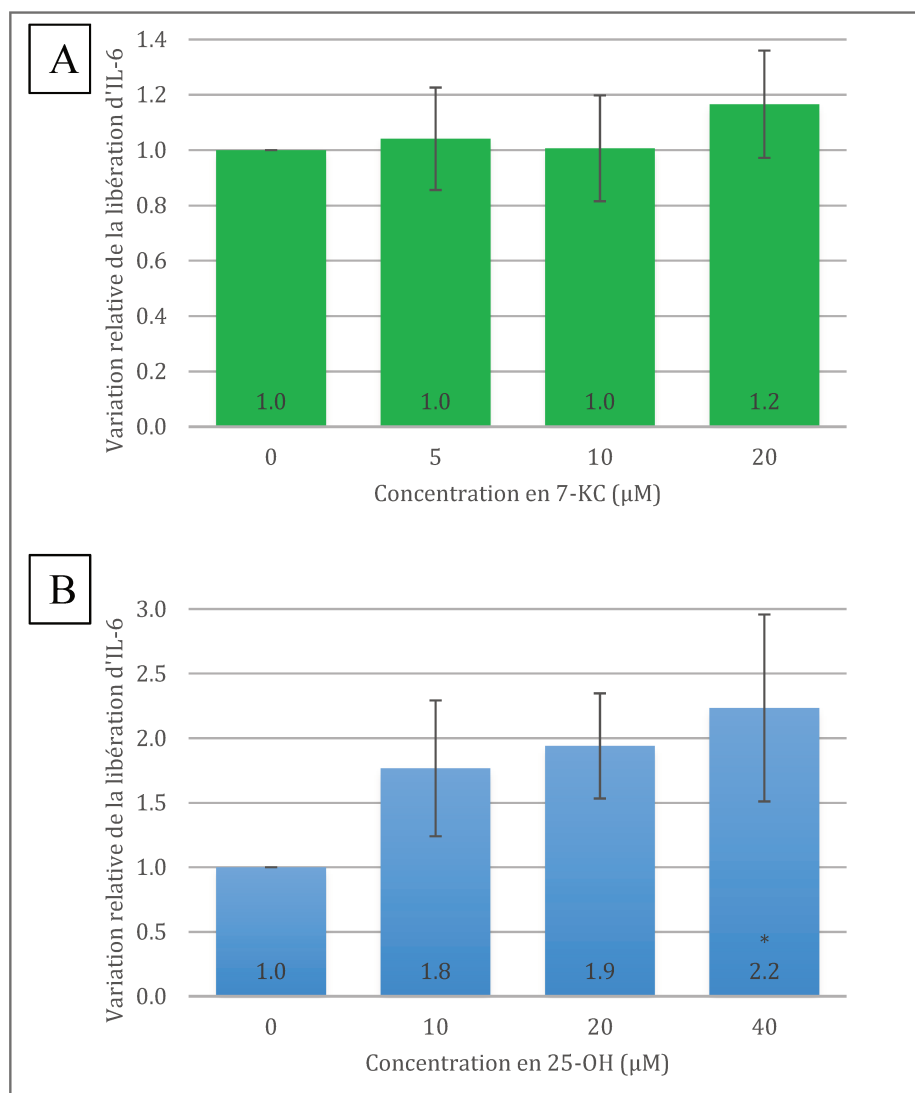 A
Variation relative de la libération d'IL-6
1.4
1.2
1.0
0.8
0.6
0.4
0.2
0.0
1.0 1.0 1.0 1.2
0 5 10 20
Concentration en 7-KC (µM)
B
Variation relative de la libération d'IL-6
3.0
2.5
2.0
1.5
1.0
0.5
0.0
*
1.0 1.8 1.9 2.2
0 10 20 40
Concentration en 25-OH (µM)